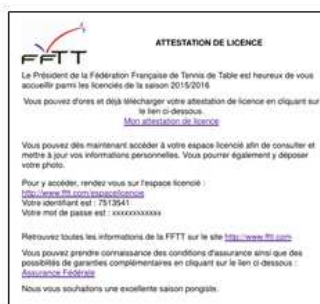 FFTT
ATTESTATION DE LICENCE
Le Président de la Fédération Française de Tennis de Table est heureux de vous
accueillir parmi les licenciés de la saison 2015/2016
Vous pouvez d'ores et déjà télécharger votre attestation de licence en cliquant sur
le lien ci-dessous.
Mon attestation de licence
Vous pouvez dès maintenant accéder à votre espace licencié afin de consulter et
mettre à jour vos informations personnelles. Vous pourrer également y déposer
votre photo.
Pour y accéder, rendez vous sur l'espace licencié :
http://www.fftt.com/espacelicencie
Votre identifiant est : 7513541
Votre mot de passe est : xxxxxxxxxxxx
Retrouvez toutes les informations de la FFTT sur le site http://www.fftt.com
Vous pouvez prendre connaissance des conditions d'assurance ainsi que des
possibilités de garanties complémentaires en cliquant sur le lien ci dessous :
Assurance Fédérale
Nous vous souhaitons une excellente saison pongiste.